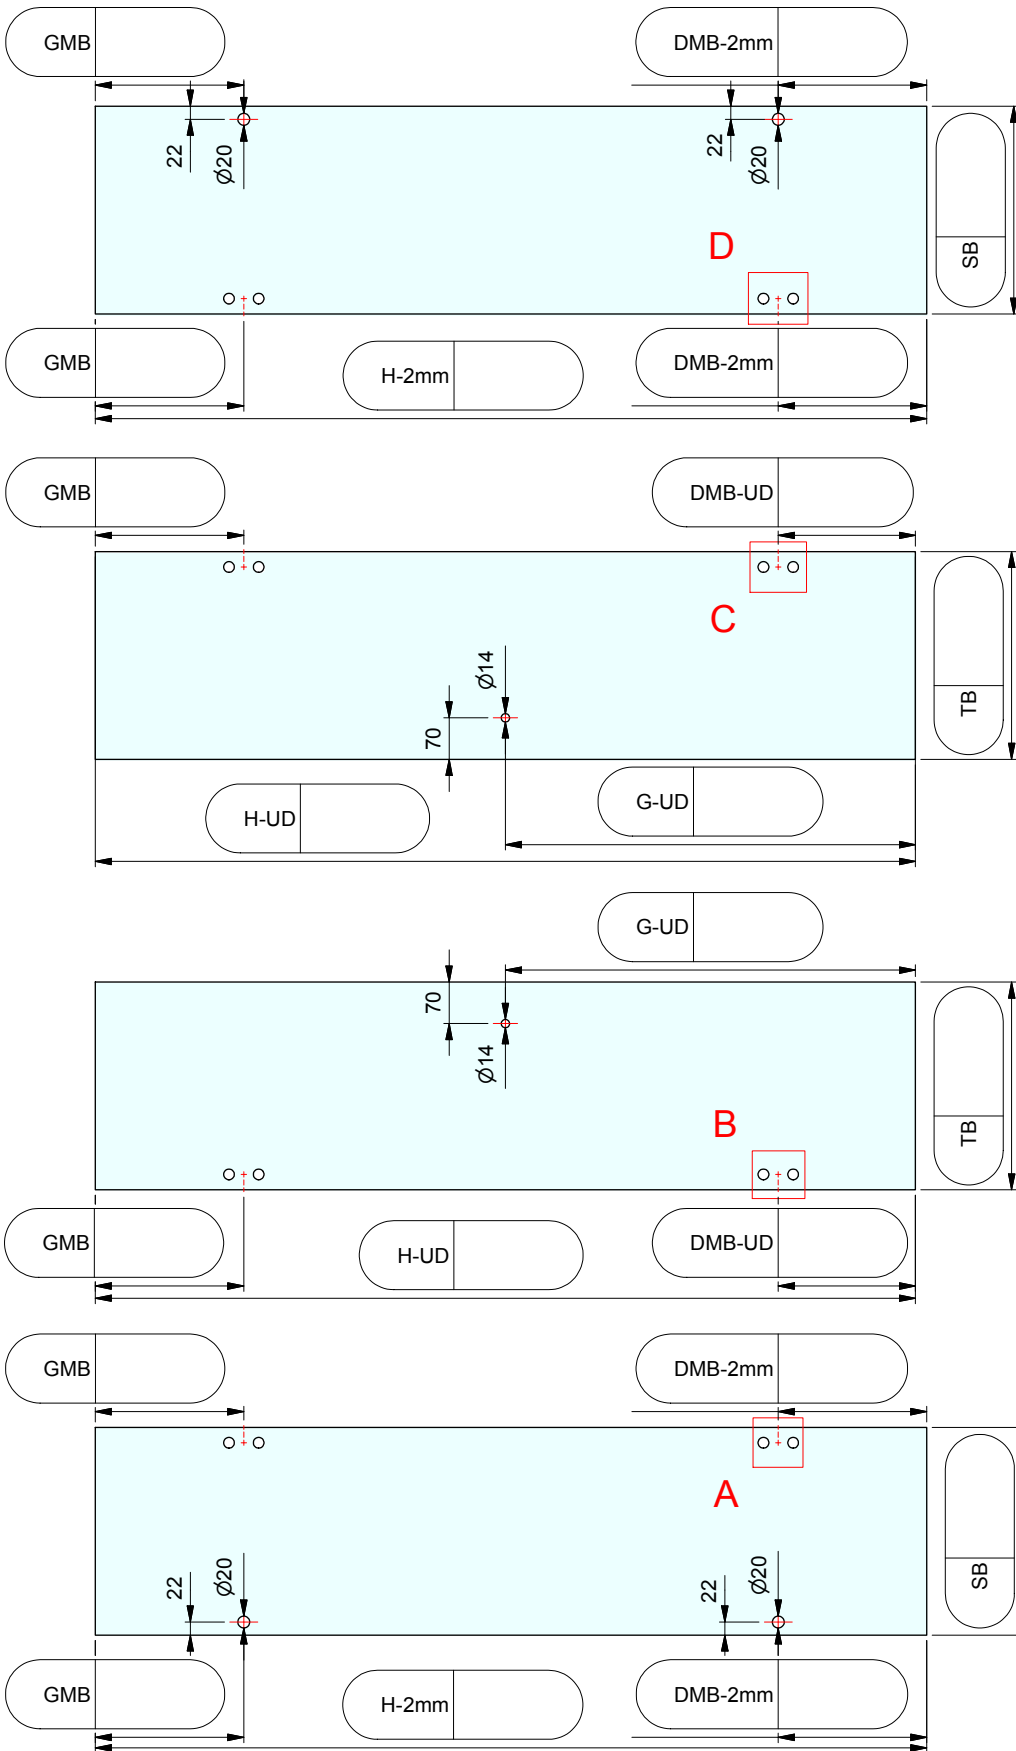 GMB
DMB-2mm
22
Ø20
22
Ø20
SB
D
GMB
H-2mm
DMB-2mm
GMB
DMB-UD
C
Ø14
70
TB
H-UD
G-UD
G-UD
70
Ø14
B
TB
GMB
H-UD
DMB-UD
GMB
DMB-2mm
A
22
Ø20
22
Ø20
SB
GMB
H-2mm
DMB-2mm